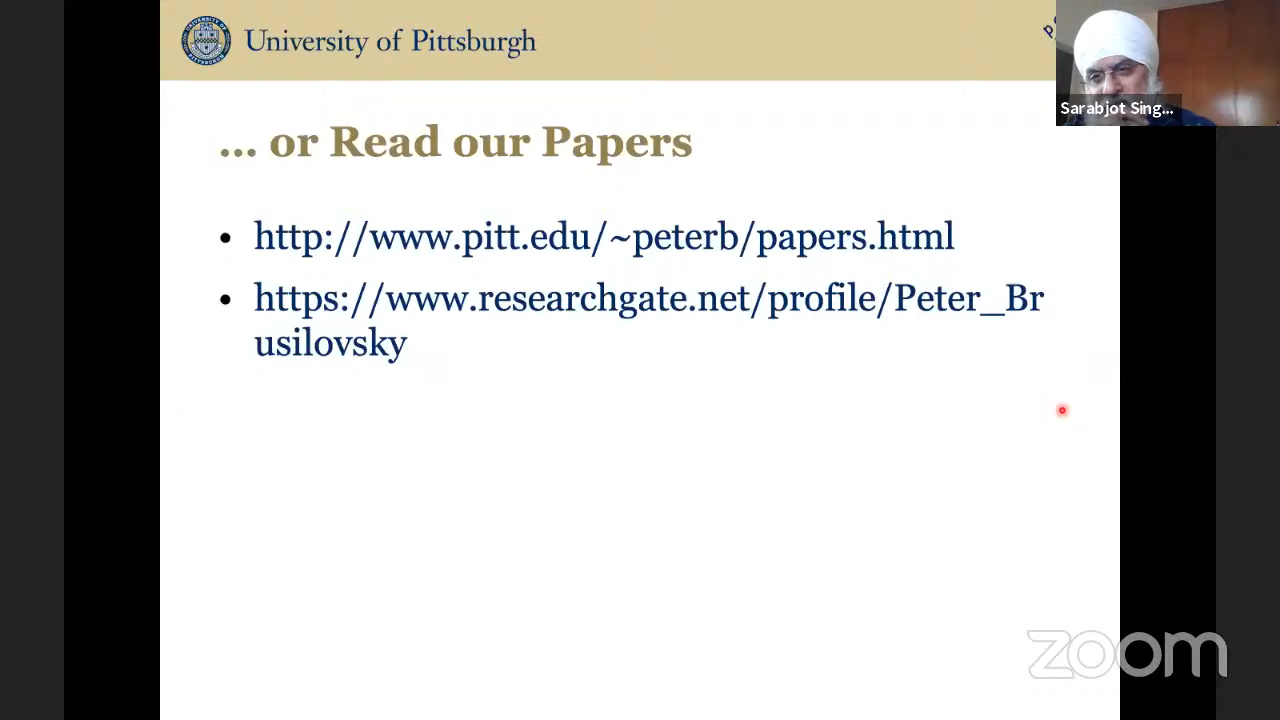 University of Pittsburgh
Sarabjot Sing...
... or Read our Papers
• http://www.pitt.edu/~peterb/papers.html
• https://www.researchgate.net/profile/Peter_Br
usilovsky
zoom